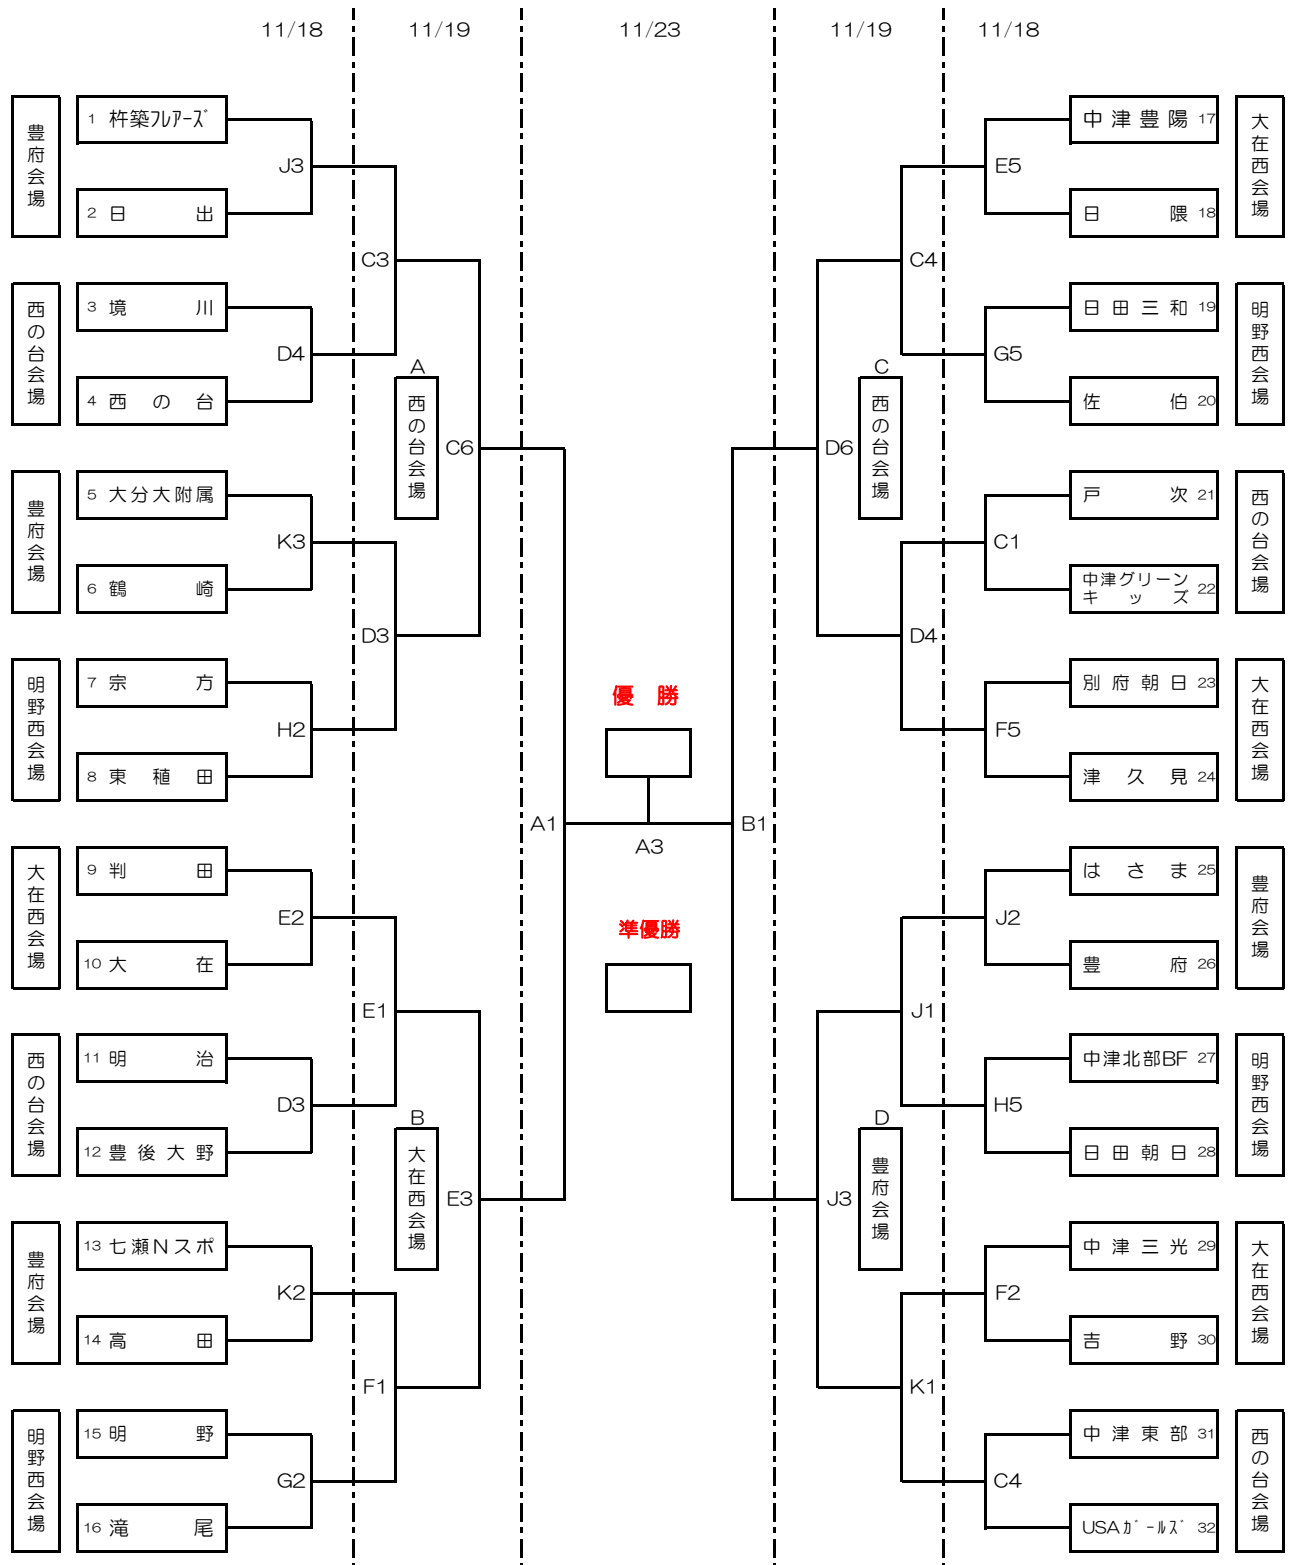 11/18 11/19 11/23 11/19 11/18
豊府会場
1 杵築フレアーズ
J3
2 日出
C3
西の台会場
3 境川
D4
4 西の台
A
西の台会場
C6
豊府会場
5 大分大附属
K3
6 鶴崎
D3
明野西会場
7 宗方
H2
8 東稙田
A1
大在西会場
9 判田
E2
10 大在
E1
西の台会場
11 明治
D3
12 豊後大野
B
大在西会場
E3
豊府会場
13 七瀬Nスポ
K2
14 高田
F1
明野西会場
15 明野
G2
16 滝尾
優勝
A3
準優勝
中津豊陽 17
大在西会場
E5
日隈 18
C4
日田三和 19
明野西会場
G5
佐伯 20
C
西の台会場
D6
戸次 21
西の台会場
C1
中津グリーン
キッズ 22
D4
別府朝日 23
大在西会場
F5
津久見 24
B1
はさま 25
豊府会場
J2
豊府 26
J1
中津北部BF 27
明野西会場
H5
日田朝日 28
D
豊府会場
J3
中津三光 29
大在西会場
F2
吉野 30
K1
中津東部 31
西の台会場
C4
USAガールズ 32